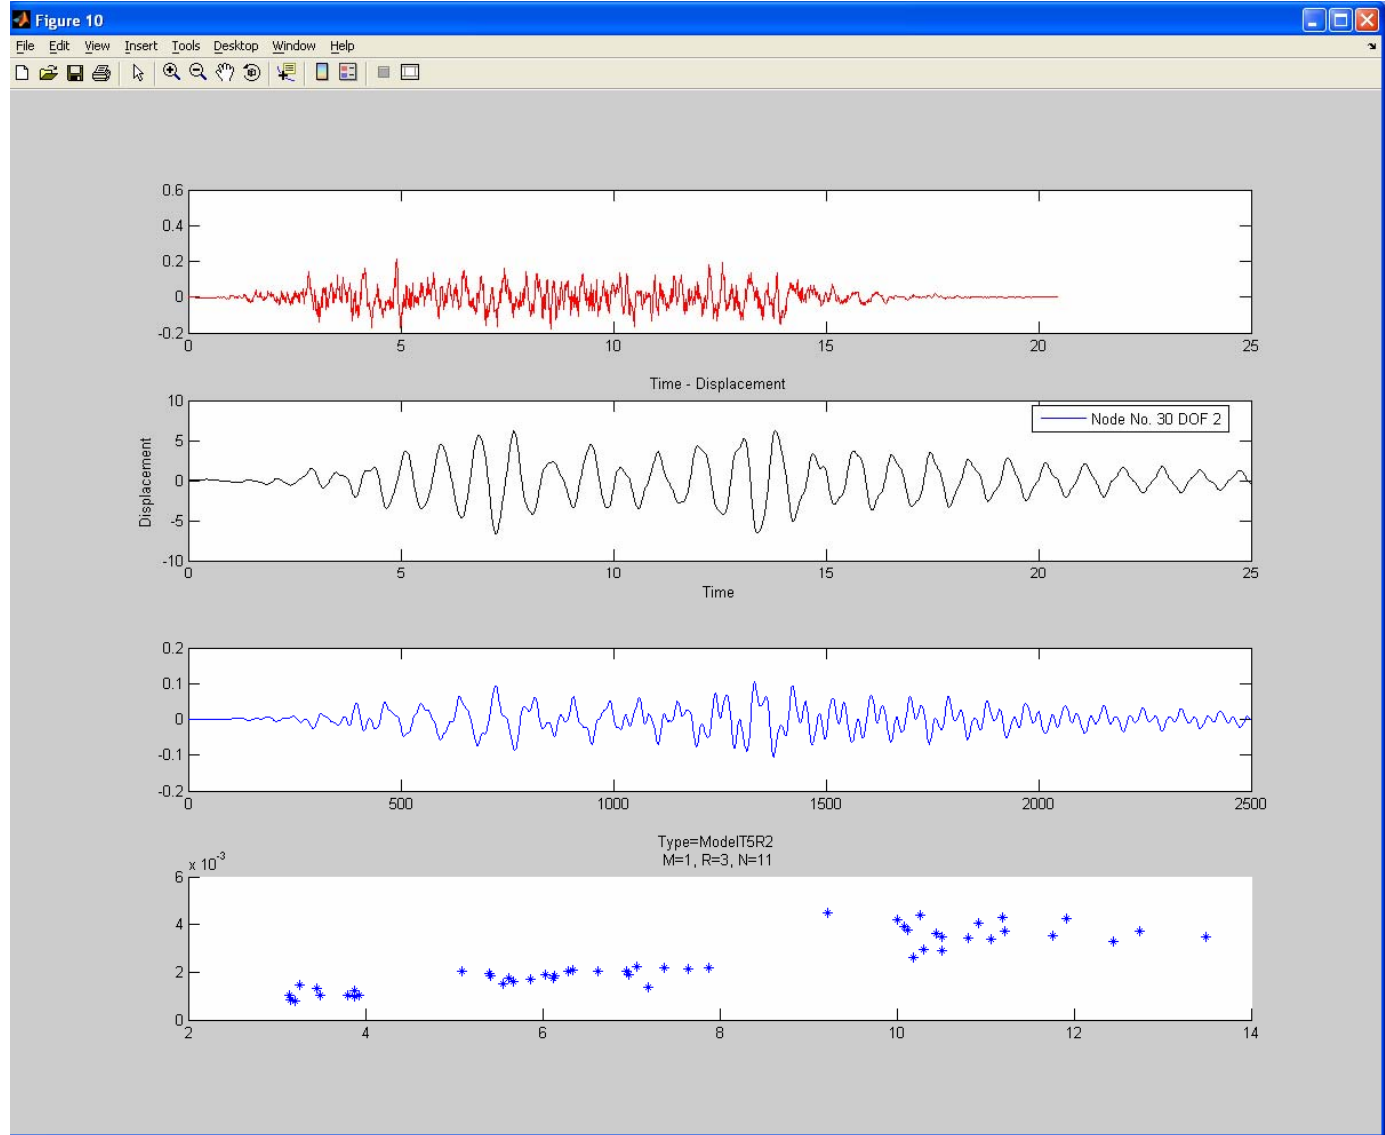 Figure 10
File Edit View Insert Tools Desktop Window Help
0.6
0.4
0.2
0
-0.2
0 5 10 15 20 25
Time - Displacement
10
5
0
-5
-10
Displacement
Node No. 30 DOF 2
0 5 10 15 20 25
Time
0.2
0.1
0
-0.1
-0.2
0 500 1000 1500 2000 2500
Type=ModelT5R2
M=1, R=3, N=11
x 10-3
6
4
2
0
2 4 6 8 10 12 14